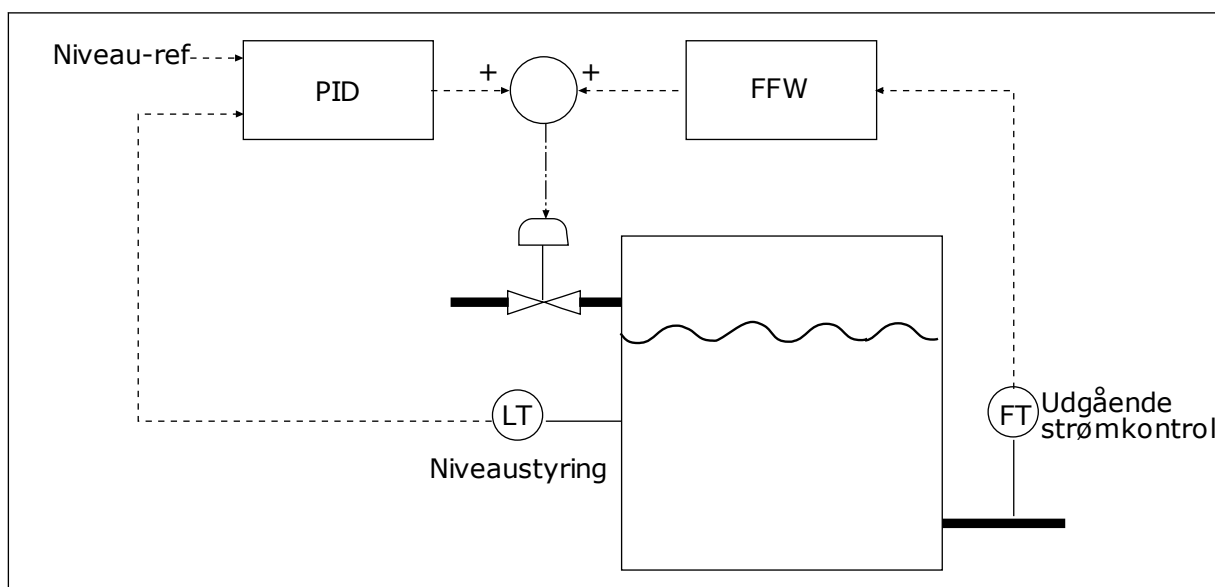 Niveau-ref
PID
+
+
FFW
LT
Niveaustyring
FT
Udgående
strømkontrol